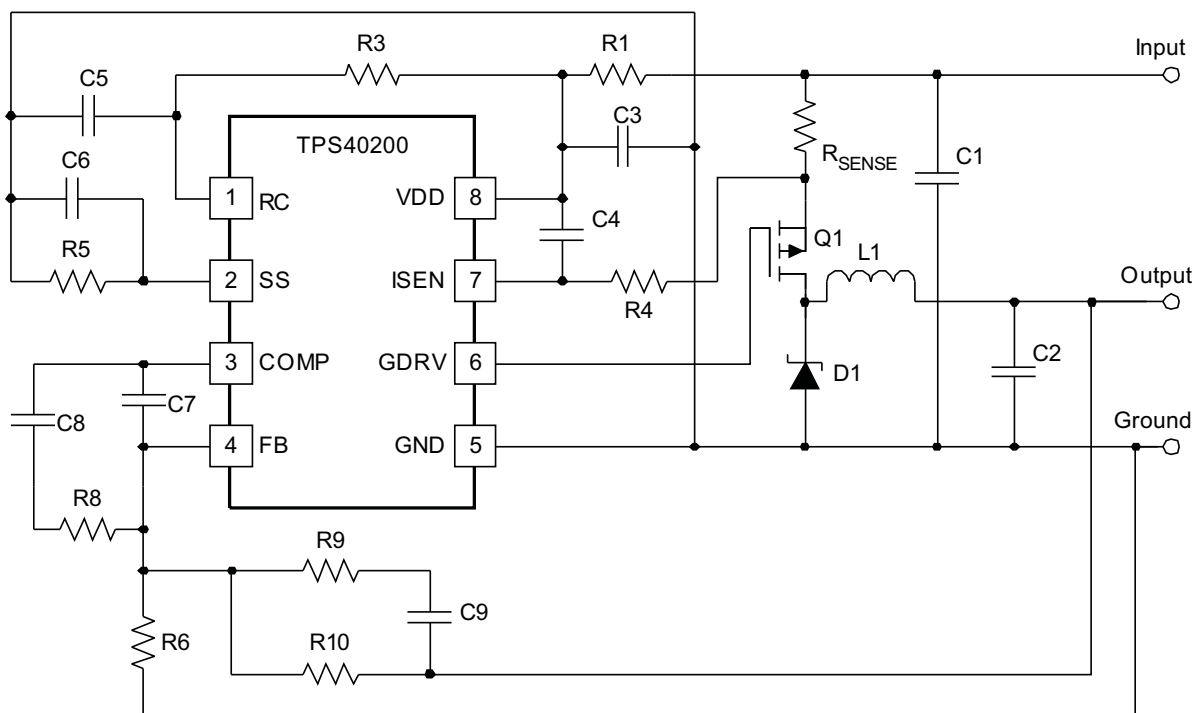 R3
R1
Input
C5
C3
TPS40200
RSENSE
C1
C6
1
RC
VDD
8
C4
Q1
L1
R5
2
SS
ISEN
7
R4
Output
3
COMP
GDRV
6
D1
C2
C8
C7
4
FB
GND
5
Ground
R8
R9
C9
R6
R10